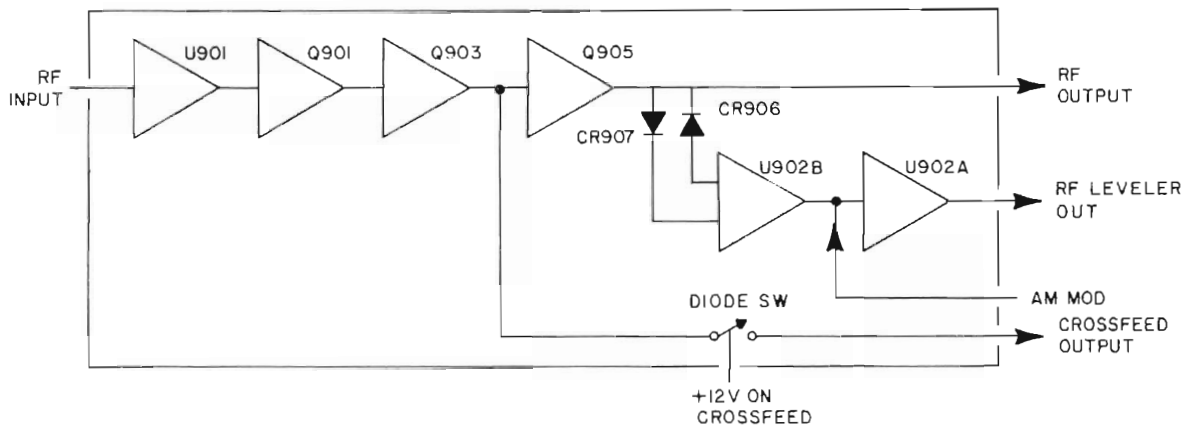 U901
Q901
Q903
Q905
RF
INPUT
RF
OUTPUT
CR907
CR906
U902B
U902A
RF LEVELER
OUT
DIODE SW
AM MOD
CROSSFEED
OUTPUT
+12V ON
CROSSFEED